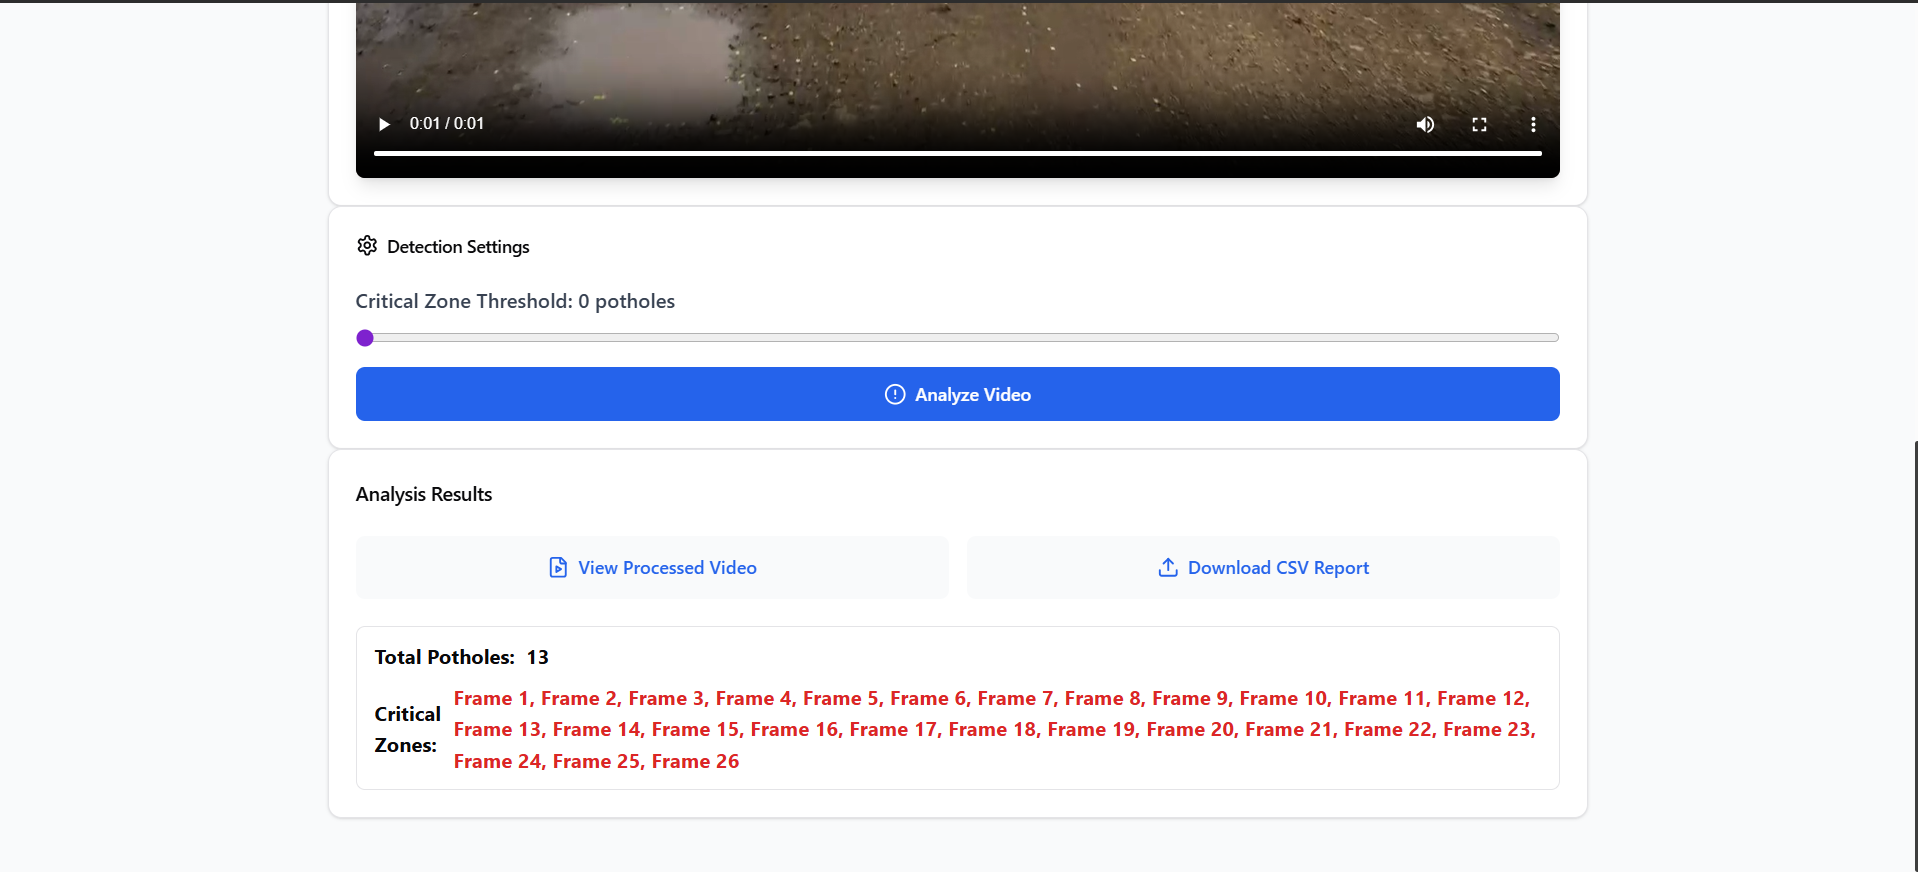 0:01 / 0:01
Detection Settings
Critical Zone Threshold: 0 potholes
Analyze Video
Analysis Results
View Processed Video
Download CSV Report
Total Potholes: 13
Critical Zones:
Frame 1, Frame 2, Frame 3, Frame 4, Frame 5, Frame 6, Frame 7, Frame 8, Frame 9, Frame 10, Frame 11, Frame 12,
Frame 13, Frame 14, Frame 15, Frame 16, Frame 17, Frame 18, Frame 19, Frame 20, Frame 21, Frame 22, Frame 23,
Frame 24, Frame 25, Frame 26